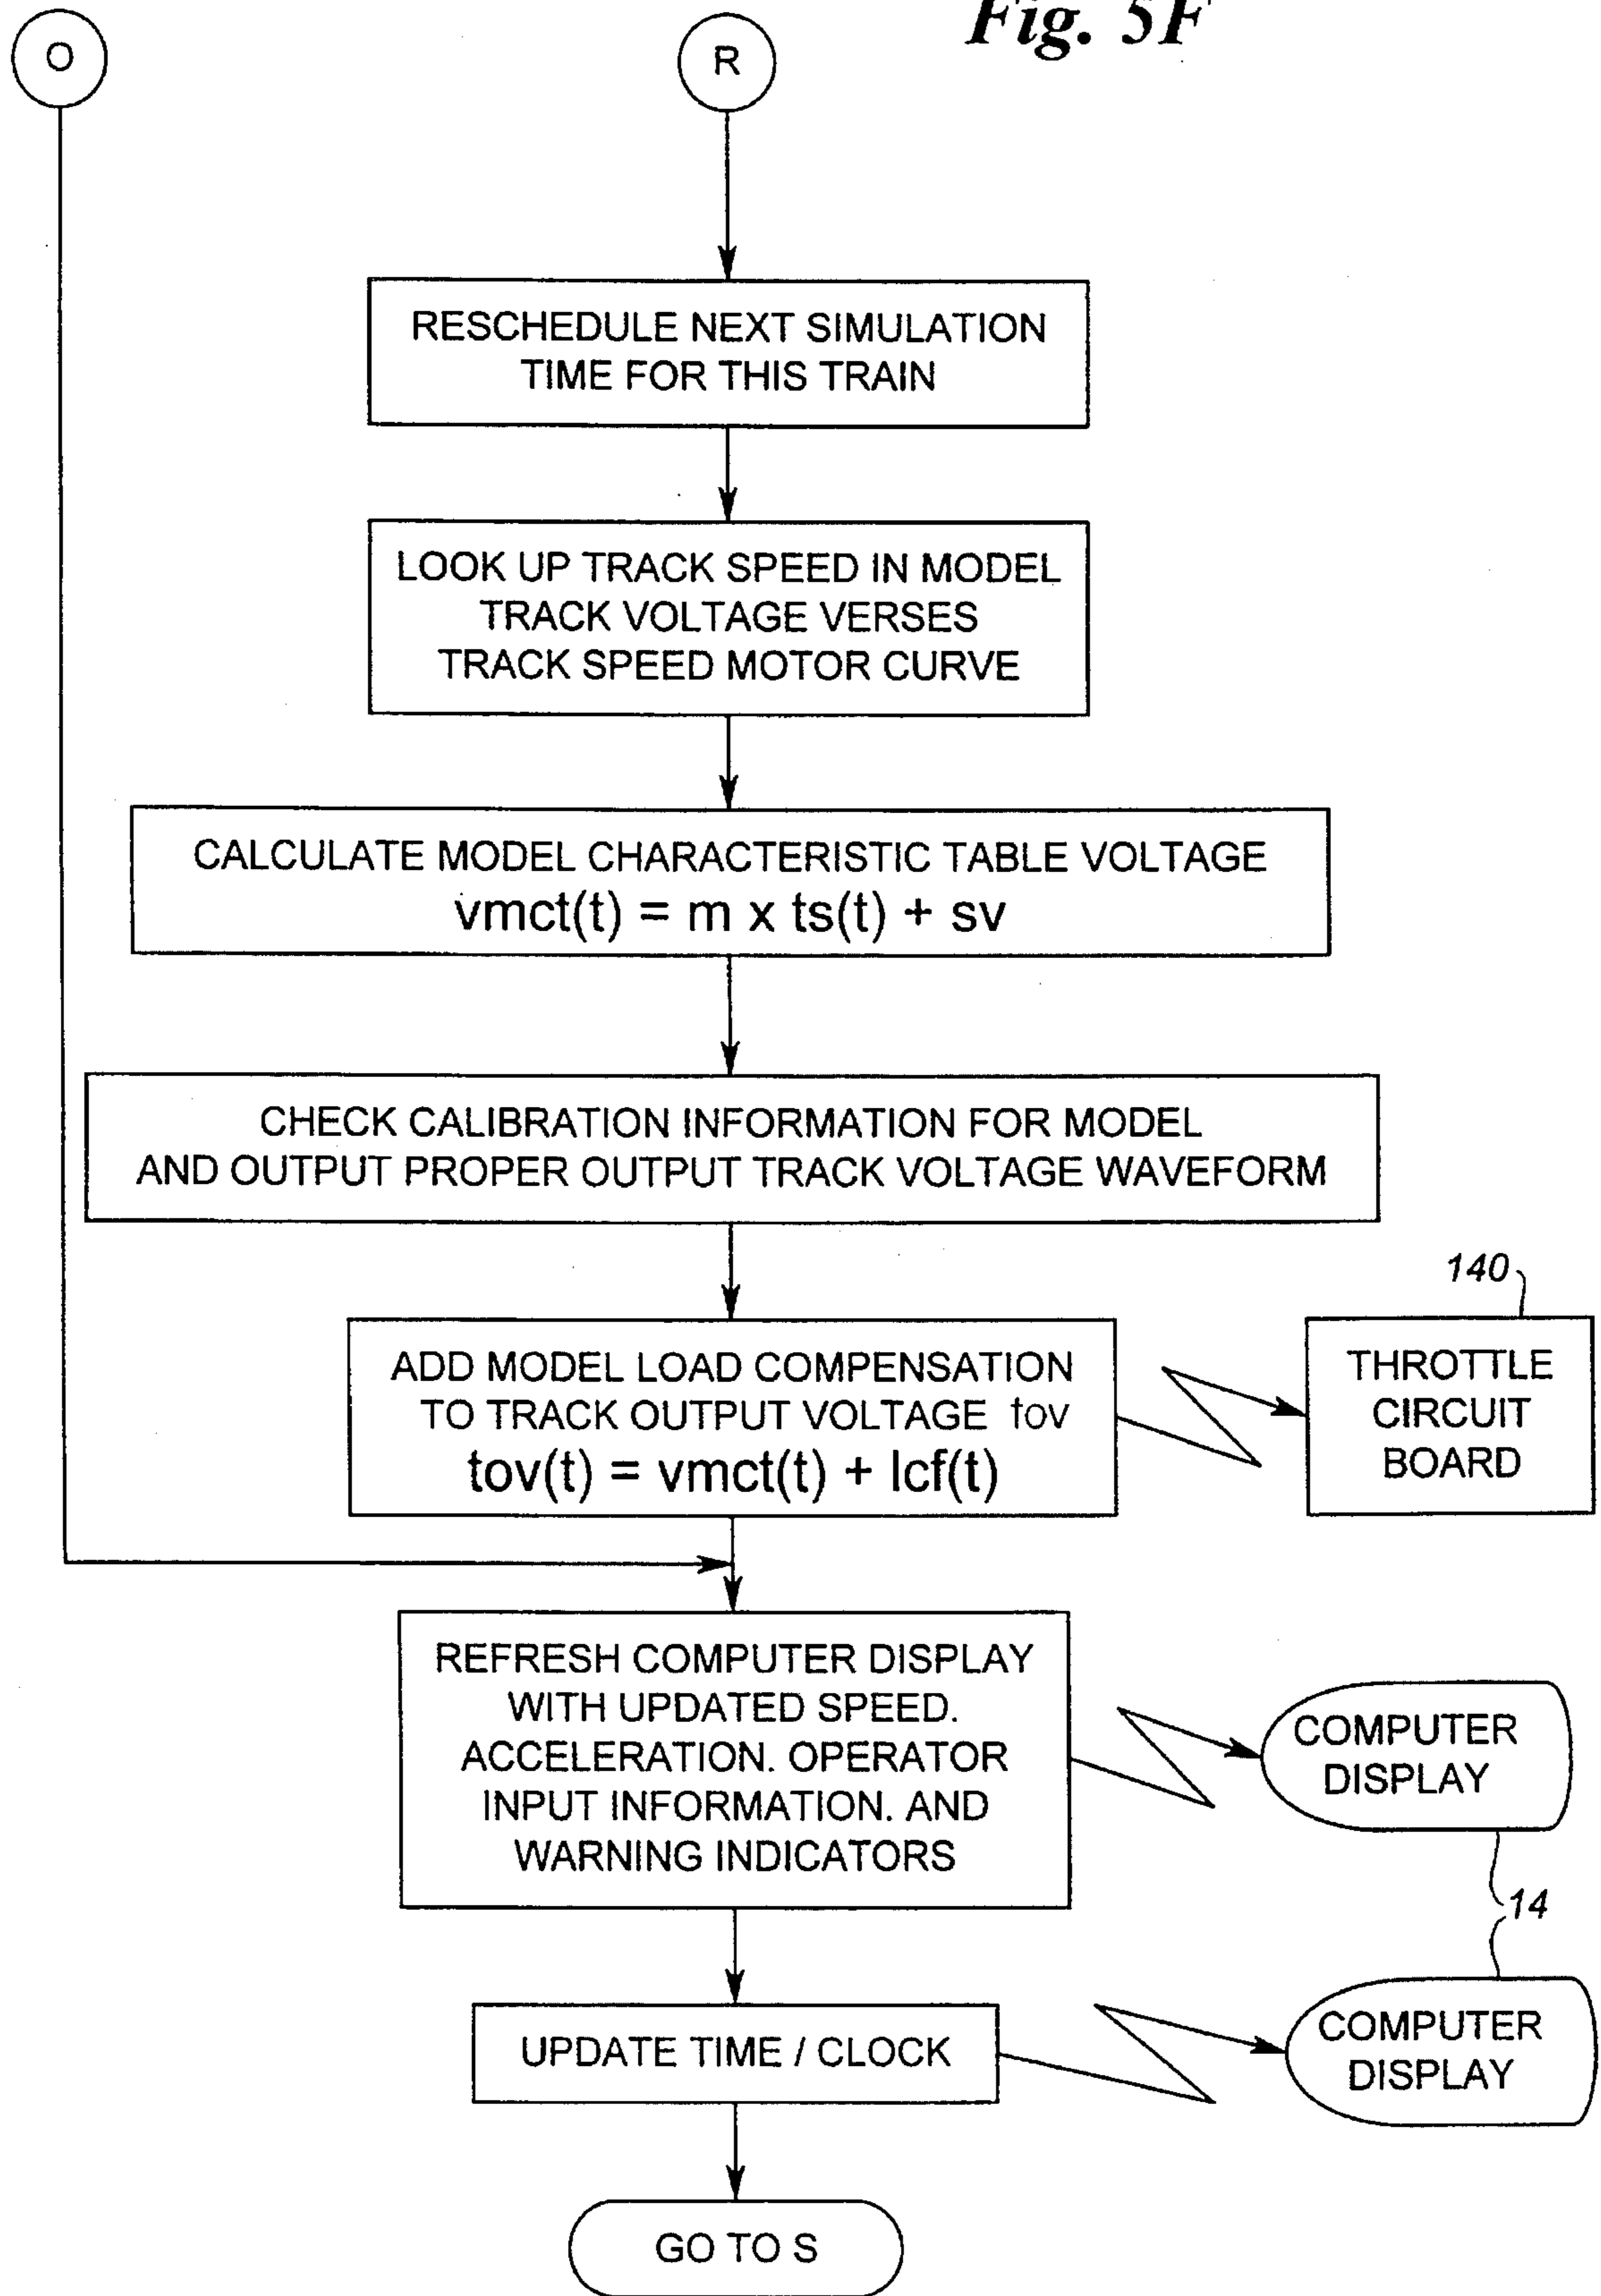 Fig. 5F
O
R
RESCHEDULE NEXT SIMULATION
TIME FOR THIS TRAIN
LOOK UP TRACK SPEED IN MODEL
TRACK VOLTAGE VERSES
TRACK SPEED MOTOR CURVE
CALCULATE MODEL CHARACTERISTIC TABLE VOLTAGE
vmct(t) = m x ts(t) + sv
CHECK CALIBRATION INFORMATION FOR MODEL
AND OUTPUT PROPER OUTPUT TRACK VOLTAGE WAVEFORM
ADD MODEL LOAD COMPENSATION
TO TRACK OUTPUT VOLTAGE tov
tov(t) = vmct(t) + lcf(t)
140
THROTTLE
CIRCUIT
BOARD
REFRESH COMPUTER DISPLAY
WITH UPDATED SPEED.
ACCELERATION. OPERATOR
INPUT INFORMATION. AND
WARNING INDICATORS
COMPUTER
DISPLAY
14
UPDATE TIME / CLOCK
COMPUTER
DISPLAY
GO TO S